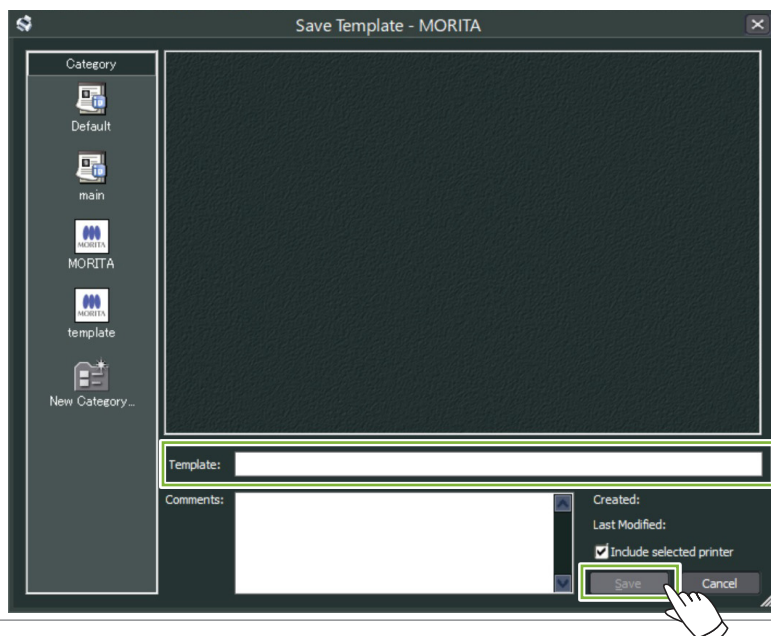 Save Template - MORITA
Category
Default
main
MORITA
MORITA
MORITA
template
New Category...
Template:
Comments:
Created:
Last Modified:
Include selected printer
Save
Cancel